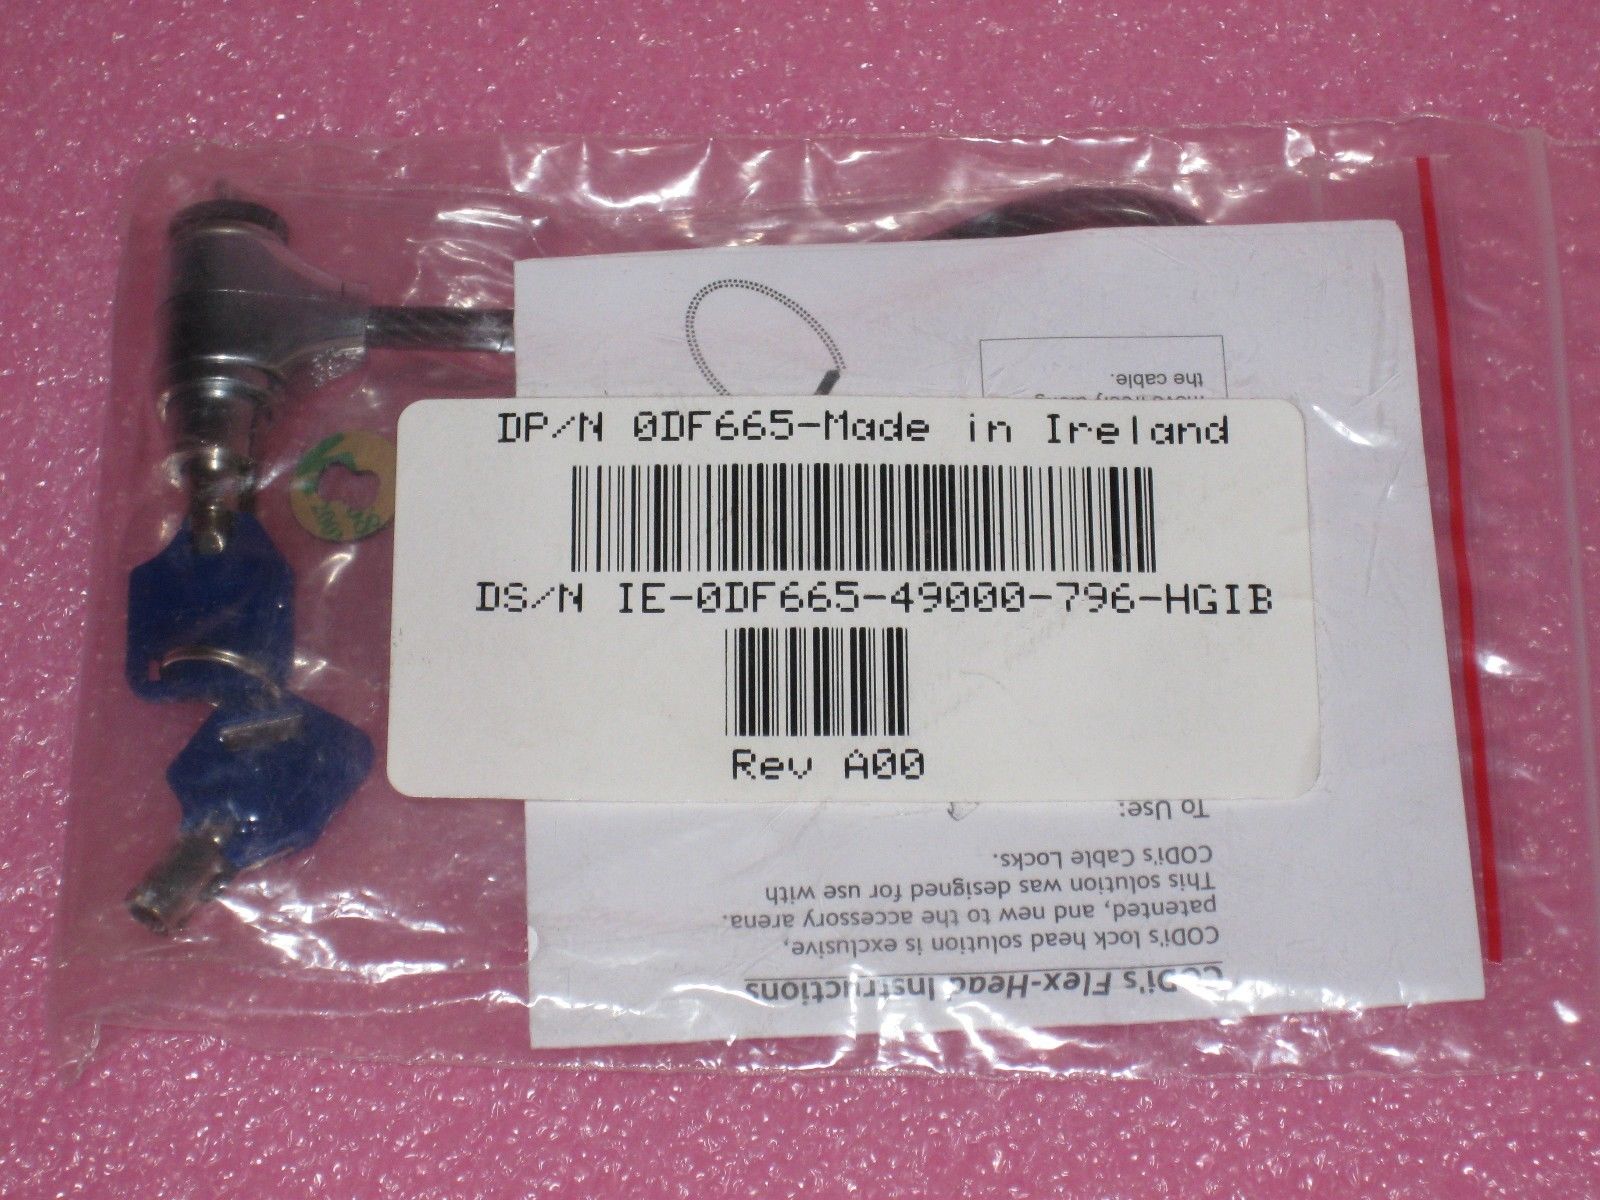 DP/N 0DF665-Made in Ireland
DS/N IE-0DF665-49000-796-HGIB
Rev A00
CODi's Flex-Head Instructions
CODi's lock head solution is exclusive,
patented, and new to the accessory arena.
This solution was designed for use with
CODi's Cable Locks.
To Use:
the cable.